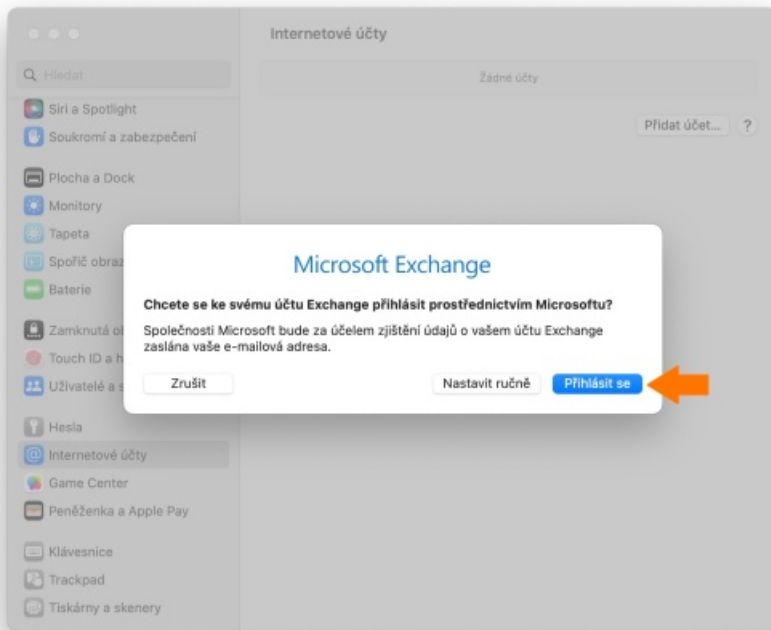 Internetové účty
Hledat
Žádné účty
Siri a Spotlight
Přidat účet... ?
Soukromí a zabezpečení
Plocha a Dock
Monitory
Tapeta
Spořič obraz
Baterie
Microsoft Exchange
Chcete se ke svému účtu Exchange přihlásit prostřednictvím Microsoftu?
Společnosti Microsoft bude za účelem zjištění údajů o vašem účtu Exchange
zaslána vaše e-mailová adresa.
Zrušit Nastavit ručně Přihlásit se
Zamknutá o
Touch ID a h
Uživatelé a s
Hesla
Internetové účty
Game Center
Peněženka a Apple Pay
Klávesnice
Trackpad
Tiskárny a skenery